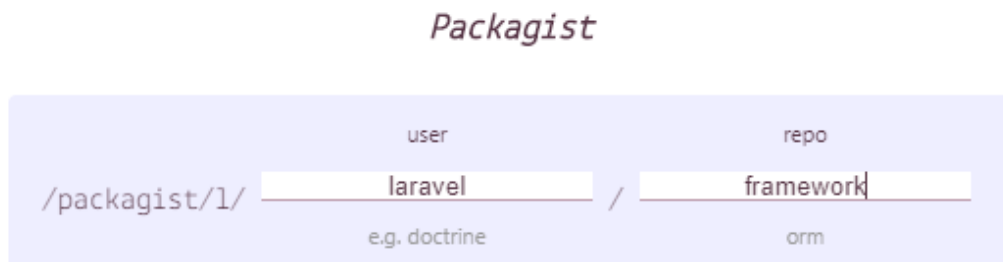 Packagist
user repo
/packagist/l/ laravel / framework
e.g. doctrine orm